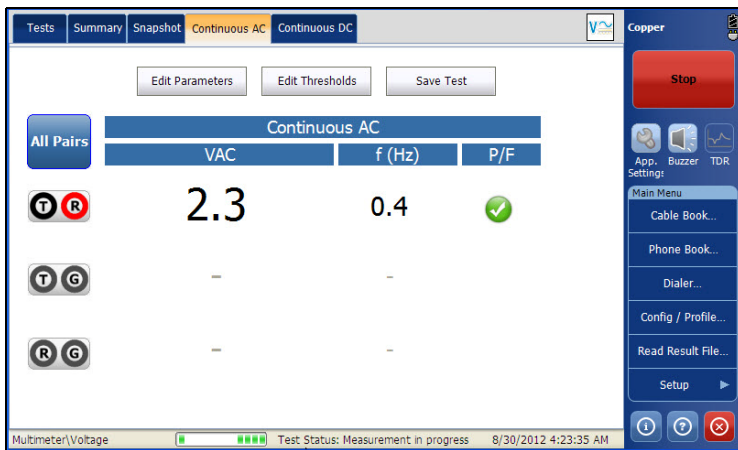 Tests Summary Snapshot Continuous AC Continuous DC
V
Edit Parameters Edit Thresholds Save Test
All Pairs
Continuous AC
VAC f (Hz) P/F
T R 2.3 0.4
T G - -
R G - -
Multimeter\Voltage Test Status: Measurement in progress 8/30/2012 4:23:35 AM
Copper
Stop
App. Settings Buzzer TDR
Main Menu
Cable Book...
Phone Book...
Dialer...
Config / Profile...
Read Result File...
Setup
i ?